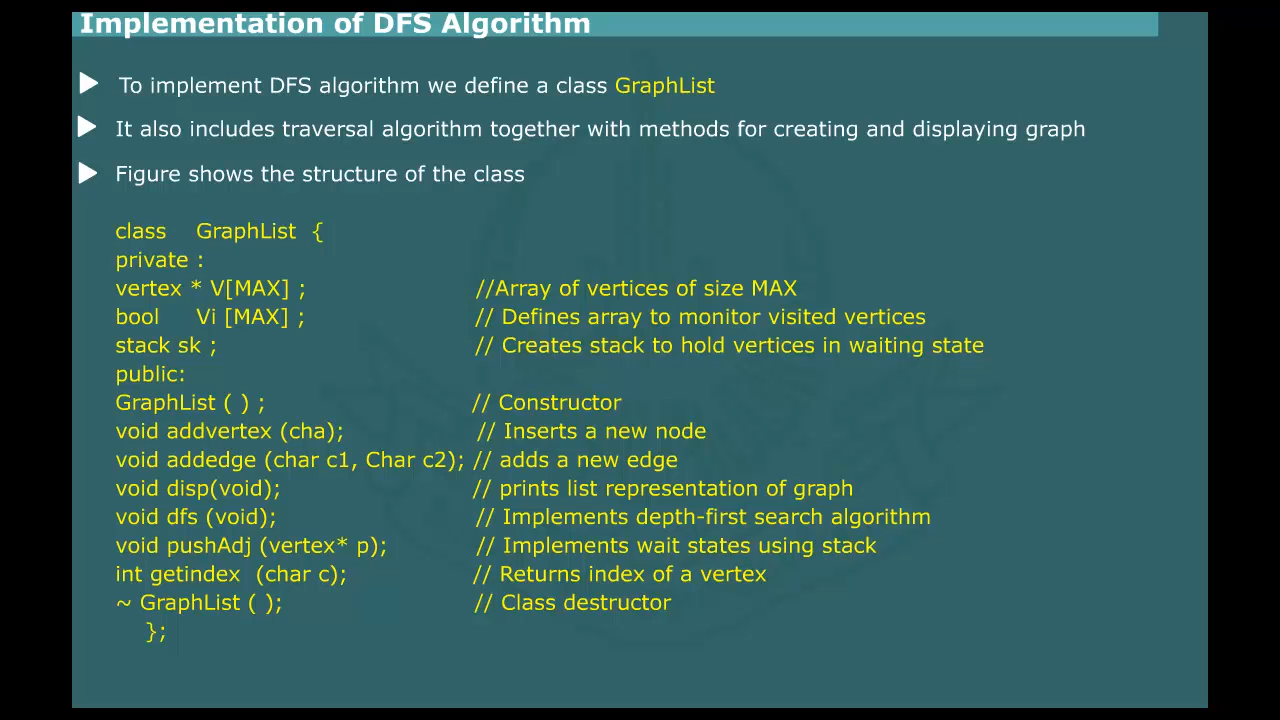 Implementation of DFS Algorithm
To implement DFS algorithm we define a class GraphList
It also includes traversal algorithm together with methods for creating and displaying graph
Figure shows the structure of the class
class GraphList {
private :
vertex * V[MAX] ; //Array of vertices of size MAX
bool Vi [MAX] ; // Defines array to monitor visited vertices
stack sk ; // Creates stack to hold vertices in waiting state
public:
GraphList ( ) ; // Constructor
void addvertex (cha); // Inserts a new node
void addedge (char c1, Char c2); // adds a new edge
void disp(void); // prints list representation of graph
void dfs (void); // Implements depth-first search algorithm
void pushAdj (vertex* p); // Implements wait states using stack
int getindex (char c); // Returns index of a vertex
~ GraphList ( ); // Class destructor
};